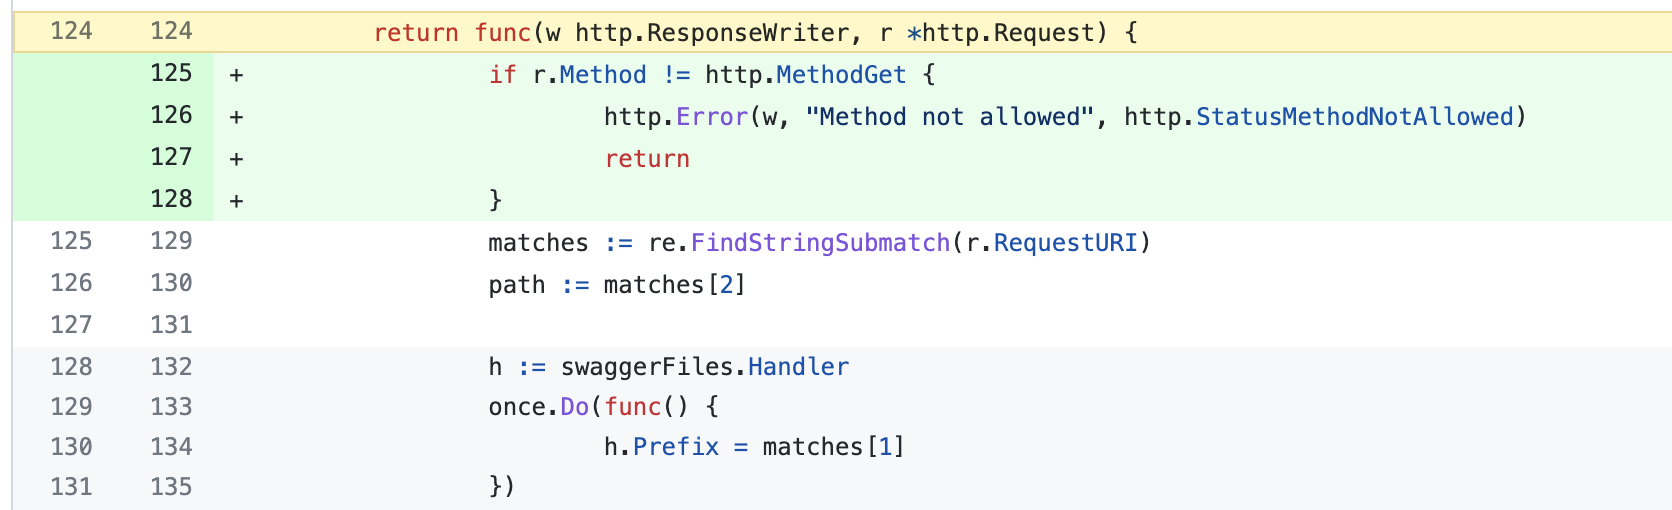 124 124 return func(w http.ResponseWriter, r *http.Request) {
125 + if r.Method != http.MethodGet {
126 + http.Error(w, "Method not allowed", http.StatusMethodNotAllowed)
127 + return
128 + }
125 129 matches := re.FindStringSubmatch(r.RequestURI)
126 130 path := matches[2]
127 131
128 132 h := swaggerFiles.Handler
129 133 once.Do(func() {
130 134 h.Prefix = matches[1]
131 135 })